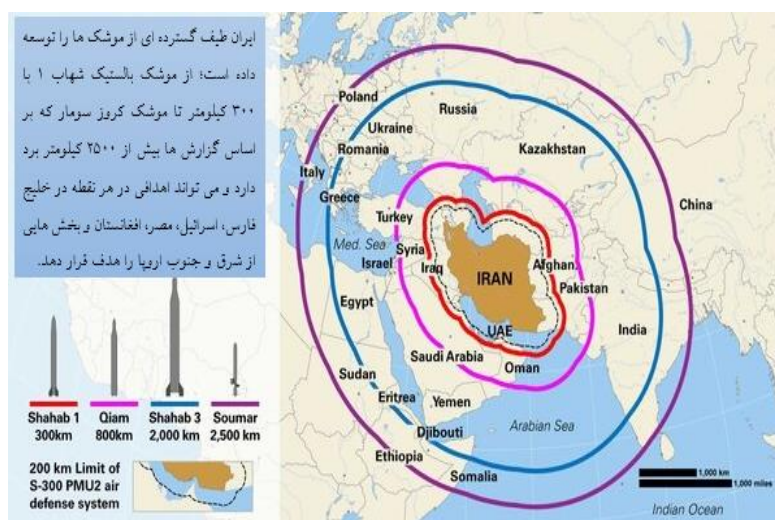 ایران طیف گسترده ای از موشک ها را توسعه
داده است؛ از موشک بالستیک شهاب ۱ با
۳۰۰ کیلومتر تا موشک کروز سومار که بر
اساس گزارش ها بیش از ۲۵۰۰ کیلومتر برد
دارد و می تواند اهدافی در هر نقطه در خلیج
فارس، اسرائیل، مصر، افغانستان و بخش هایی
از شرق و جنوب اروپا را هدف قرار دهد.
Shahab 1
300km
Qiam
800km
Shahab 3
2,000 km
Soumar
2,500 km
200 km Limit of
S-300 PMU2 air
defense system
Poland
Russia
Ukraine
Kazakhstan
Romania
Italy
Greece
China
Turkey
Med. Sea
Syria
Israel
Iraq
IRAN
Afghan.
Pakistan
Egypt
UAE
India
Saudi Arabia
Oman
Sudan
Eritrea
Yemen
Djibouti
Arabian Sea
Ethiopia
Somalia
1,000 km
1,000 miles
Indian Ocean